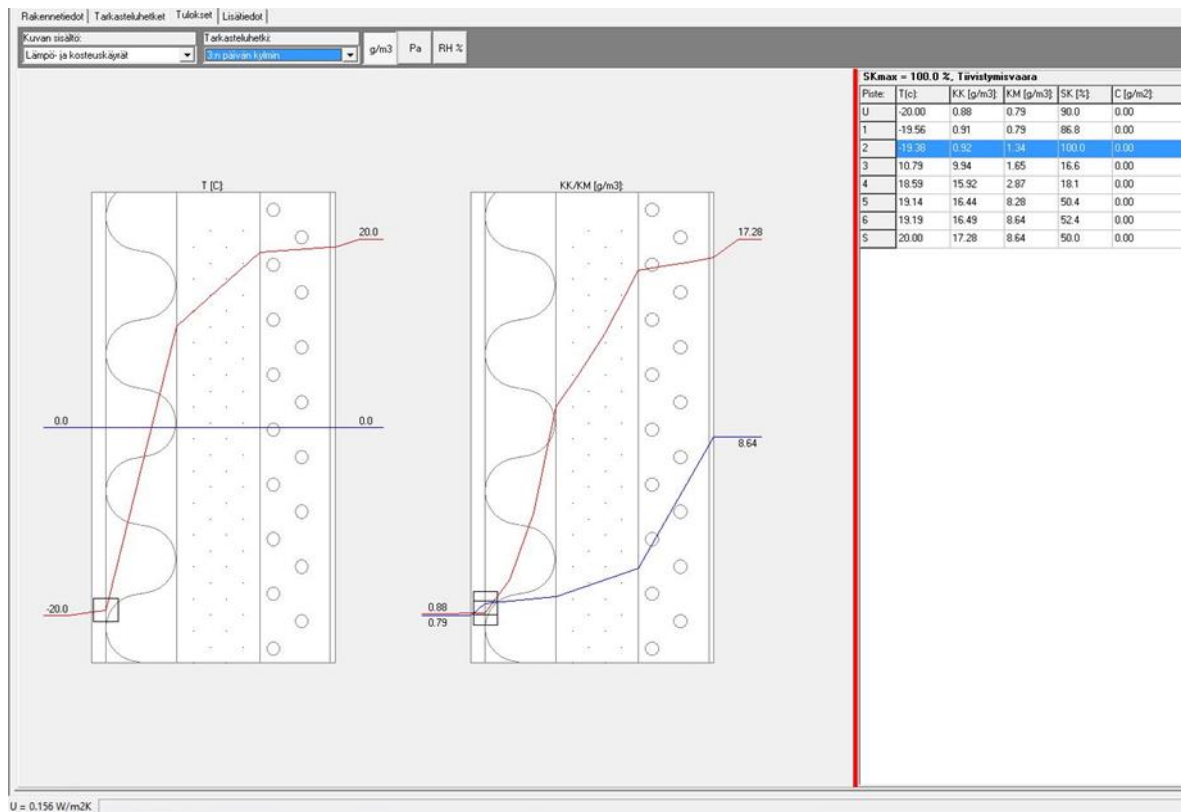 Rakennetiedot Tarkasteluhetket Tulokset Lisätiedot
Kuvan sisältö: Tarkasteluhetki:
Lämpö- ja kosteuskäyrät 3:n päivän kylmin g/m3 Pa RH %
SKmax = 100.0 %, Tiivistymisvaara
Piste: T(c): KK [g/m3]: KM [g/m3]: SK [%]: C [g/m2]:
U -20.00 0.88 0.79 90.0 0.00
1 -19.56 0.91 0.79 86.8 0.00
2 -19.38 0.92 1.34 100.0 0.00
3 10.79 9.94 1.65 16.6 0.00
4 18.59 15.92 2.87 18.1 0.00
5 19.14 16.44 8.28 50.4 0.00
6 19.19 16.49 8.64 52.4 0.00
S 20.00 17.28 8.64 50.0 0.00
T [C]:
20.0
0.0 0.0
-20.0
KK/KM [g/m3]:
17.28
8.64
0.88
0.79
U = 0.156 W/m2K